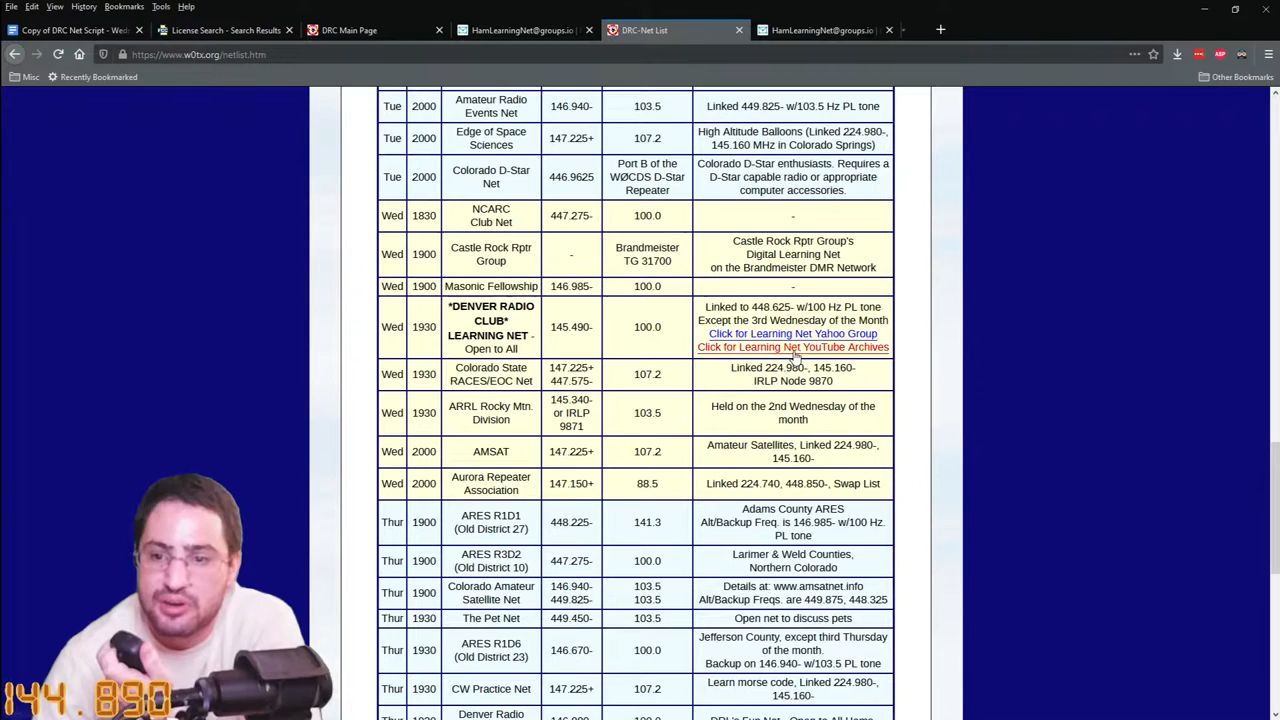 File Edit View History Bookmarks Tools Help
Copy of DRC Net Script - Wed
License Search - Search Results
DRC Main Page
HamLearningNet@groups.io |
DRC-Net List
HamLearningNet@groups.io |
https://www.w0tx.org/netlist.htm
Misc
Recently Bookmarked
Other Bookmarks
Tue 2000 Amateur Radio Events Net 146.940- 103.5 Linked 449.825- w/103.5 Hz PL tone
Tue 2000 Edge of Space Sciences 147.225+ 107.2 High Altitude Balloons (Linked 224.980-, 145.160 MHz in Colorado Springs)
Tue 2000 Colorado D-Star Net 446.9625 Port B of the WØCDS D-Star Repeater Colorado D-Star enthusiasts. Requires a D-Star capable radio or appropriate computer accessories.
Wed 1830 NCARC Club Net 447.275- 100.0 -
Wed 1900 Castle Rock Rptr Group - Brandmeister TG 31700 Castle Rock Rptr Group's Digital Learning Net on the Brandmeister DMR Network
Wed 1900 Masonic Fellowship 146.985- 100.0 -
Wed 1930 *DENVER RADIO CLUB* LEARNING NET - Open to All 145.490- 100.0 Linked to 448.625- w/100 Hz PL tone Except the 3rd Wednesday of the Month Click for Learning Net Yahoo Group Click for Learning Net YouTube Archives
Wed 1930 Colorado State RACES/EOC Net 147.225+ 447.575- 107.2 Linked 224.980-, 145.160- IRLP Node 9870
Wed 1930 ARRL Rocky Mtn. Division 145.340- or IRLP 9871 103.5 Held on the 2nd Wednesday of the month
Wed 2000 AMSAT 147.225+ 107.2 Amateur Satellites, Linked 224.980-, 145.160-
Wed 2000 Aurora Repeater Association 147.150+ 88.5 Linked 224.740, 448.850-, Swap List
Thur 1900 ARES R1D1 (Old District 27) 448.225- 141.3 Adams County ARES Alt/Backup Freq. is 146.985- w/100 Hz. PL tone
Thur 1900 ARES R3D2 (Old District 10) 447.275- 100.0 Larimer & Weld Counties, Northern Colorado
Thur 1900 Colorado Amateur Satellite Net 146.940- 449.825- 103.5 103.5 Details at: www.amsatnet.info Alt/Backup Freqs. are 449.875, 448.325
Thur 1930 The Pet Net 449.450- 103.5 Open net to discuss pets
Thur 1930 ARES R1D6 (Old District 23) 146.670- 100.0 Jefferson County, except third Thursday of the month. Backup on 146.940- w/103.5 PL tone
Thur 1930 CW Practice Net 147.225+ 107.2 Learn morse code, Linked 224.980-, 145.160-
Denver Radio
144.890